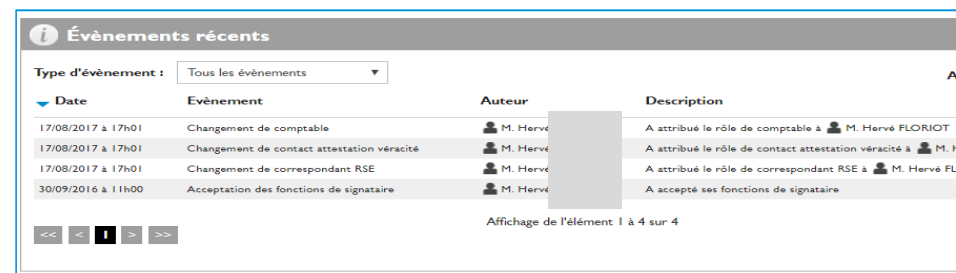 Évènements récents
Type d'évènement : Tous les évènements
A
Date Evènement Auteur Description
17/08/2017 à 17h01 Changement de comptable M. Hervé A attribué le rôle de comptable à M. Hervé FLORIOT
17/08/2017 à 17h01 Changement de contact attestation véracité M. Hervé A attribué le rôle de contact attestation véracité à M.
17/08/2017 à 17h01 Changement de correspondant RSE M. Hervé A attribué le rôle de correspondant RSE à M. Hervé
30/09/2016 à 11h00 Acceptation des fonctions de signataire M. Hervé A accepté ses fonctions de signataire
Affichage de l'élément 1 à 4 sur 4
<< < 1 > >>